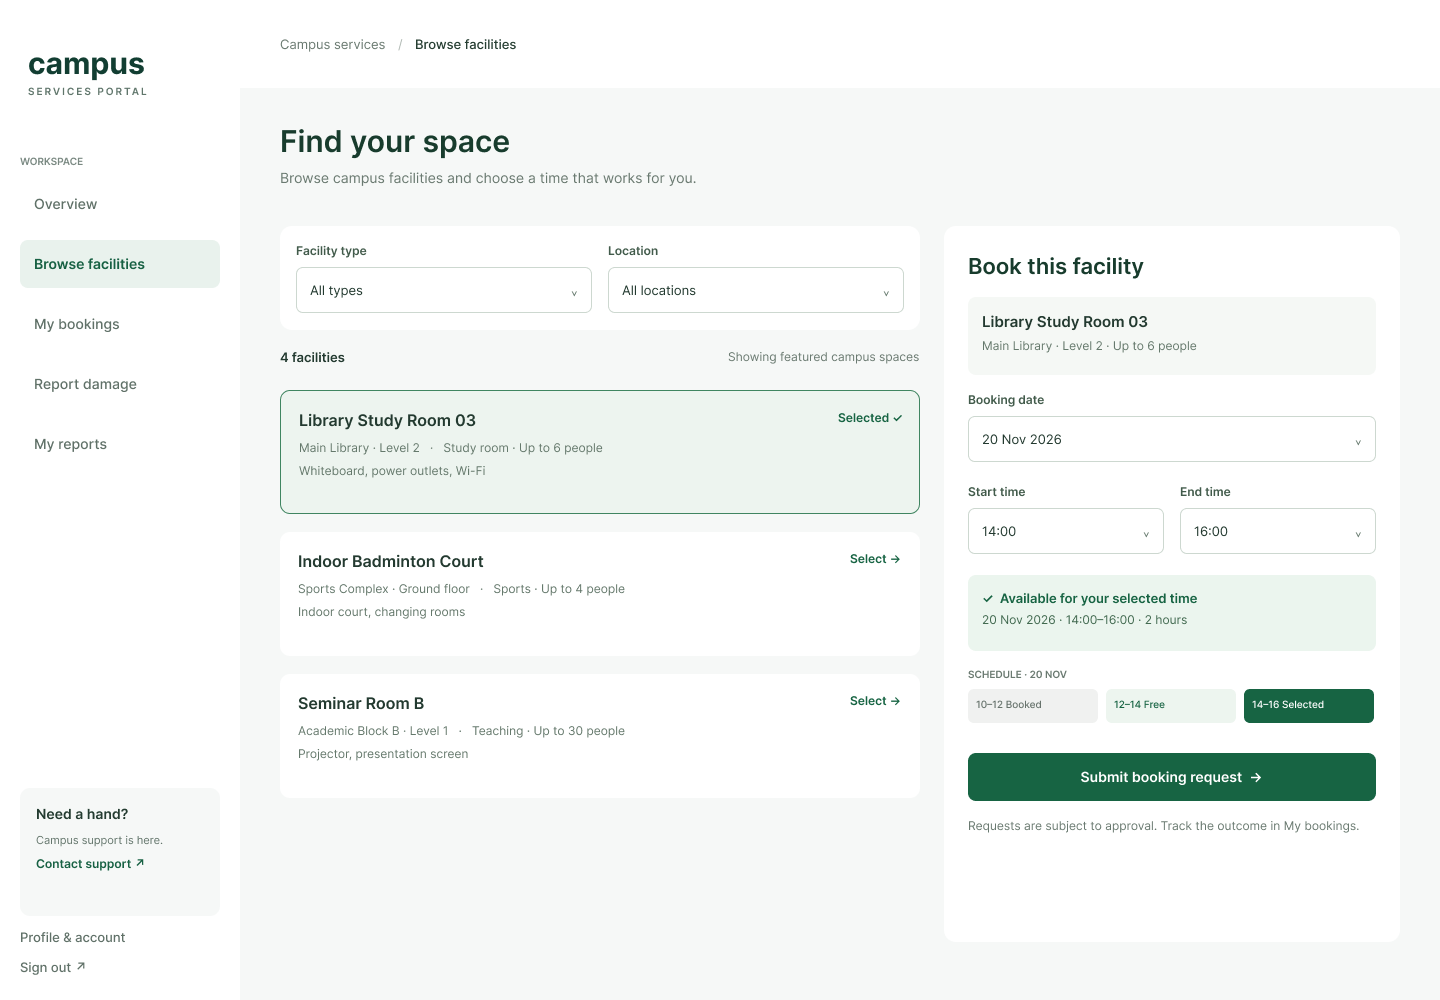 campus
SERVICES PORTAL
WORKSPACE
Overview
Browse facilities
My bookings
Report damage
My reports
Need a hand?
Campus support is here.
Contact support ↗
Profile & account
Sign out ↗
Campus services / Browse facilities
Find your space
Browse campus facilities and choose a time that works for you.
Facility type
All types
Location
All locations
4 facilities
Showing featured campus spaces
Library Study Room 03
Selected ✓
Main Library · Level 2 · Study room · Up to 6 people
Whiteboard, power outlets, Wi-Fi
Indoor Badminton Court
Select →
Sports Complex · Ground floor · Sports · Up to 4 people
Indoor court, changing rooms
Seminar Room B
Select →
Academic Block B · Level 1 · Teaching · Up to 30 people
Projector, presentation screen
Book this facility
Library Study Room 03
Main Library · Level 2 · Up to 6 people
Booking date
20 Nov 2026
Start time
14:00
End time
16:00
✓ Available for your selected time
20 Nov 2026 · 14:00–16:00 · 2 hours
SCHEDULE · 20 NOV
10–12 Booked
12–14 Free
14–16 Selected
Submit booking request →
Requests are subject to approval. Track the outcome in My bookings.